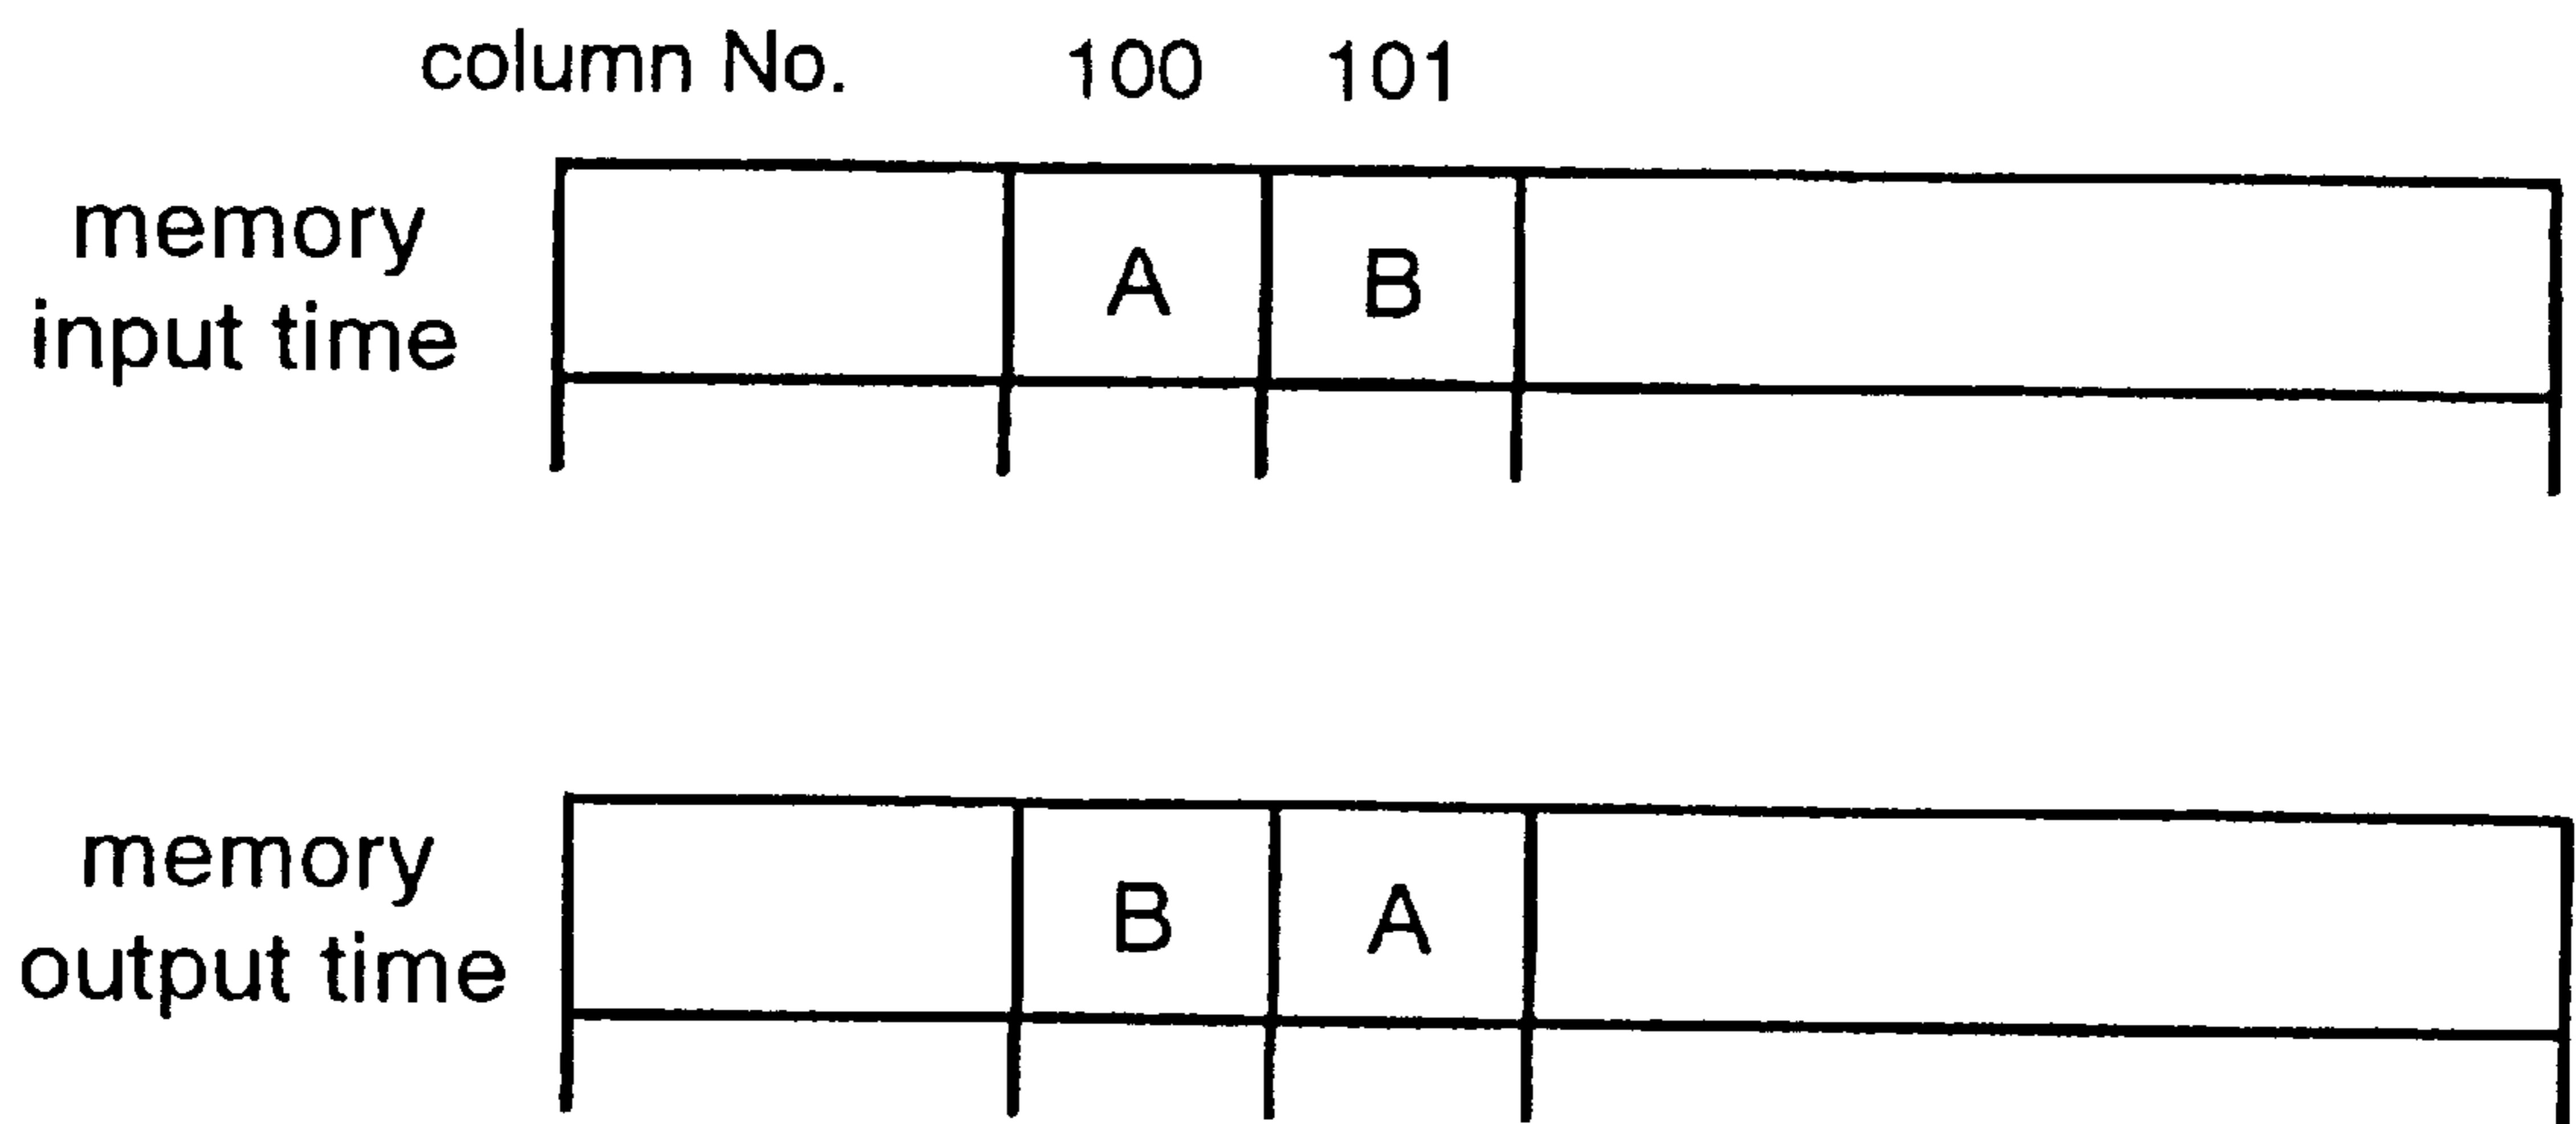 column No. 100 101
memory
input time
A B
memory
output time
B A